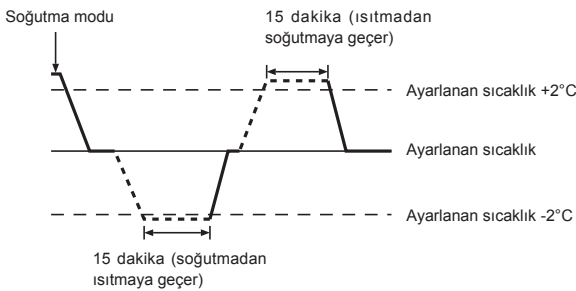 Soğutma modu
15 dakika (ısıtmadan
soğutmaya geçer)
Ayarlanan sıcaklık +2°C
Ayarlanan sıcaklık
Ayarlanan sıcaklık -2°C
15 dakika (soğutmadan
ısıtmaya geçer)